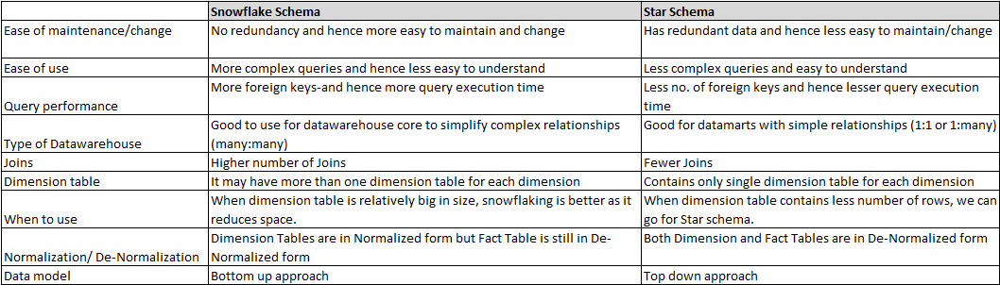 Snowflake Schema Star Schema
Ease of maintenance/change No redundancy and hence more easy to maintain and change Has redundant data and hence less easy to maintain/change
Ease of use More complex queries and hence less easy to understand Less complex queries and easy to understand
More foreign keys-and hence more query execution time Less no. of foreign keys and hence lesser query execution
Query performance time
Good to use for datawarehouse core to simplify complex relationships Good for datamarts with simple relationships (1:1 or 1:many)
Type of Datawarehouse (many:many)
Joins Higher number of Joins Fewer Joins
Dimension table It may have more than one dimension table for each dimension Contains only single dimension table for each dimension
When dimension table is relatively big in size, snowflaking is better as it When dimension table contains less number of rows, we can
When to use reduces space. go for Star schema.
Dimension Tables are in Normalized form but Fact Table is still in De- Both Dimension and Fact Tables are in De-Normalized form
Normalization/ De-Normalization Normalized form
Data model Bottom up approach Top down approach